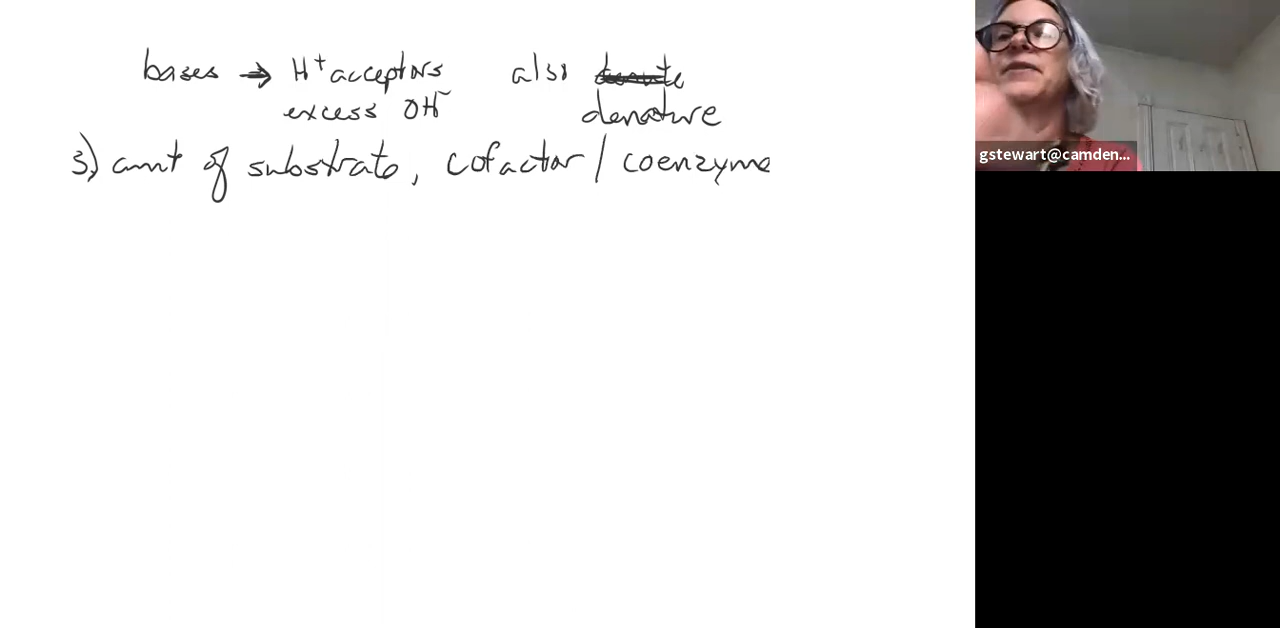 bases → H⁺ acceptors also denature
excess OH⁻
3) amt of substrate, cofactor / coenzyme
gstewart@camden...